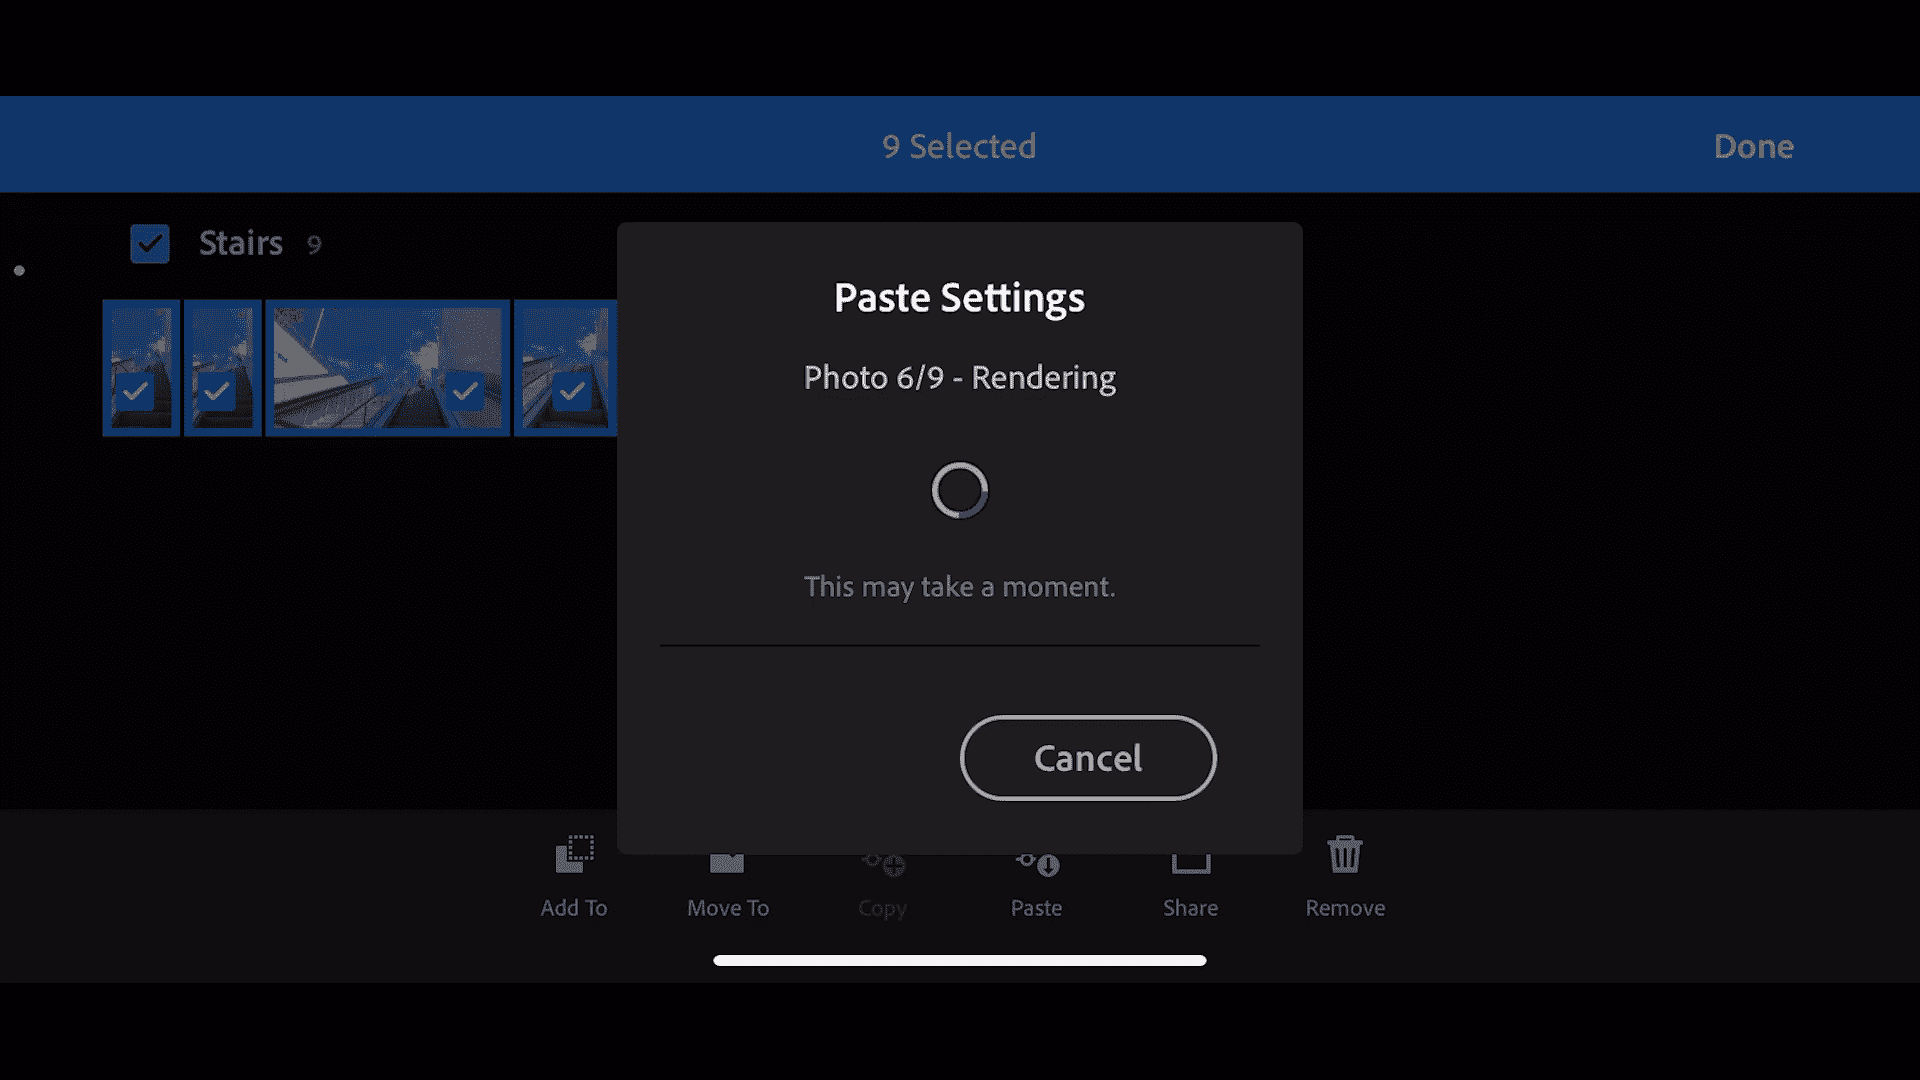 9 Selected
Done
Stairs 9
Paste Settings
Photo 6/9 - Rendering
This may take a moment.
Cancel
Add To
Move To
Copy
Paste
Share
Remove